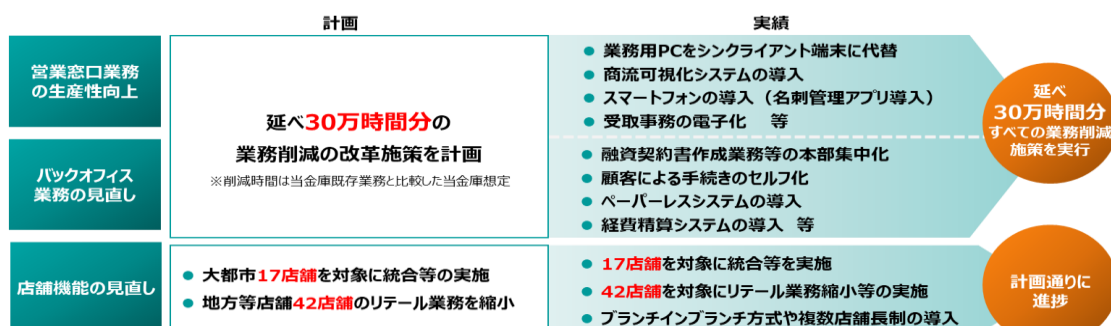 計画
実績
営業窓口業務
の生産性向上
延べ30万時間分の
業務削減の改革施策を計画
※削減時間は当金庫既存業務と比較した当金庫想定
● 業務用PCをシンクライアント端末に代替
● 商流可視化システムの導入
● スマートフォンの導入（名刺管理アプリ導入）
● 受取事務の電子化　等
延べ
30万時間
すべての業務削減
施策を実行
バックオフィス
業務の見直し
● 融資契約書作成業務等の本部集中化
● 顧客による手続きのセルフ化
● ペーパーレスシステムの導入
● 経費精算システムの導入 等
店舗機能の見直し
● 大都市17店舗を対象に統合等の実施
● 地方等店舗42店舗のリテール業務を縮小
● 17店舗を対象に統合等を実施
● 42店舗を対象にリテール業務縮小等の実施
● ブランチインブランチ方式や複数店舗長制の導入
計画通りに
進捗